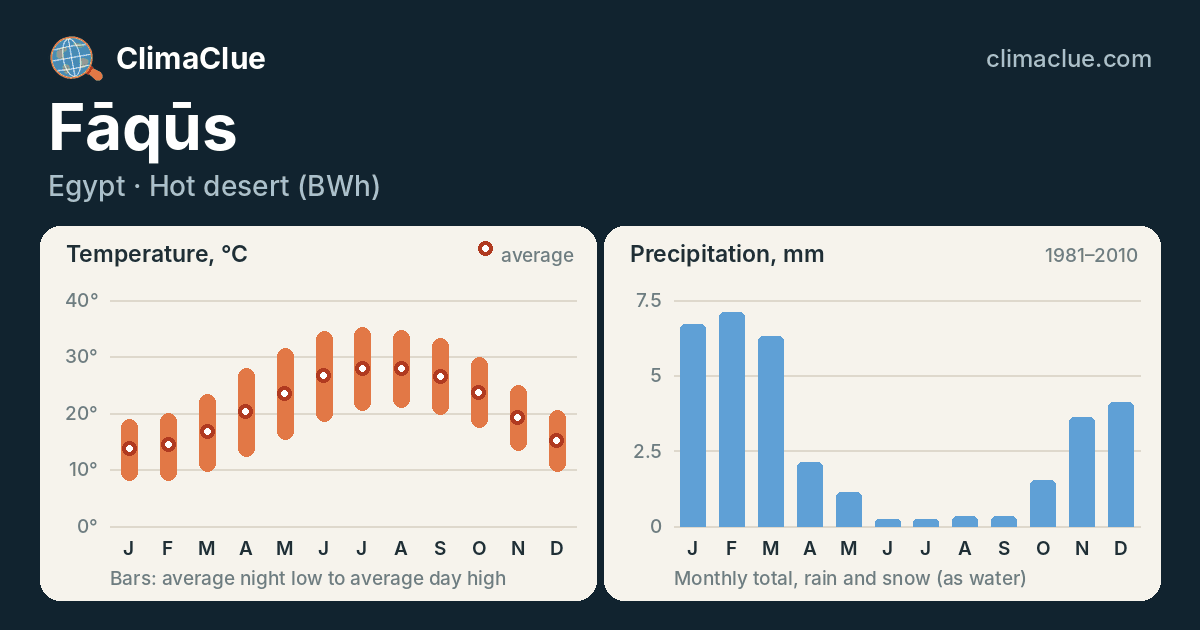 ClimaClue
climaclue.com
Fāqūs
Egypt · Hot desert (BWh)
Temperature, °C
average
40°
30°
20°
10°
0°
J F M A M J J A S O N D
Bars: average night low to average day high
Precipitation, mm
1981–2010
7.5
5
2.5
0
J F M A M J J A S O N D
Monthly total, rain and snow (as water)